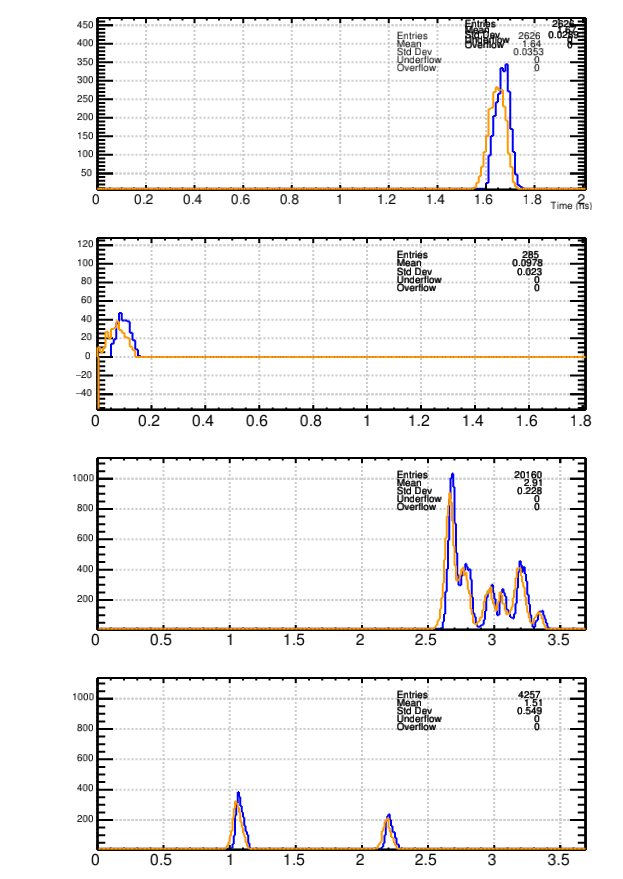 450
400
350
300
250
200
150
100
50
Entries 2626
Mean 1.64
Std Dev 0.0353
Underflow 0
Overflow 0
0 0.2 0.4 0.6 0.8 1 1.2 1.4 1.6 1.8 2
Time (ns)
120
100
80
60
40
20
0
−20
−40
Entries 285
Mean 0.0978
Std Dev 0.023
Underflow 0
Overflow 0
0 0.2 0.4 0.6 0.8 1 1.2 1.4 1.6 1.8
1000
800
600
400
200
Entries 20160
Mean 2.91
Std Dev 0.228
Underflow 0
Overflow 0
0 0.5 1 1.5 2 2.5 3 3.5
1000
800
600
400
200
Entries 4257
Mean 1.51
Std Dev 0.549
Underflow 0
Overflow 0
0 0.5 1 1.5 2 2.5 3 3.5